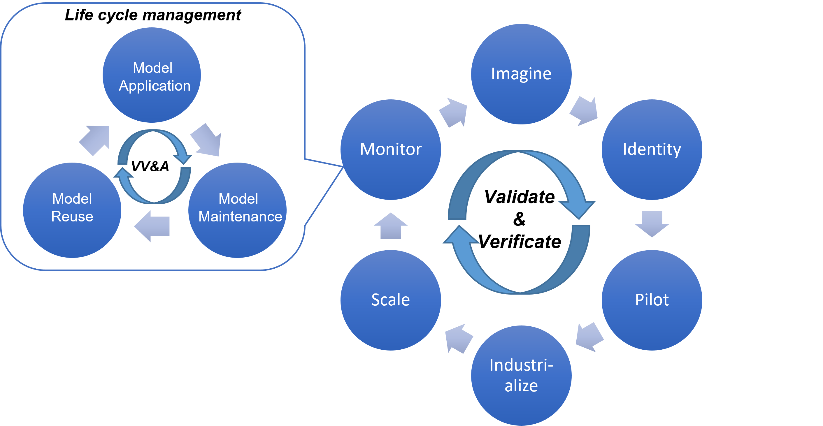 Life cycle management
Model
Application
VV&A
Model
Reuse
Model
Maintenance
Imagine
Monitor
Identity
Validate
&
Verificate
Scale
Pilot
Industri-
alize